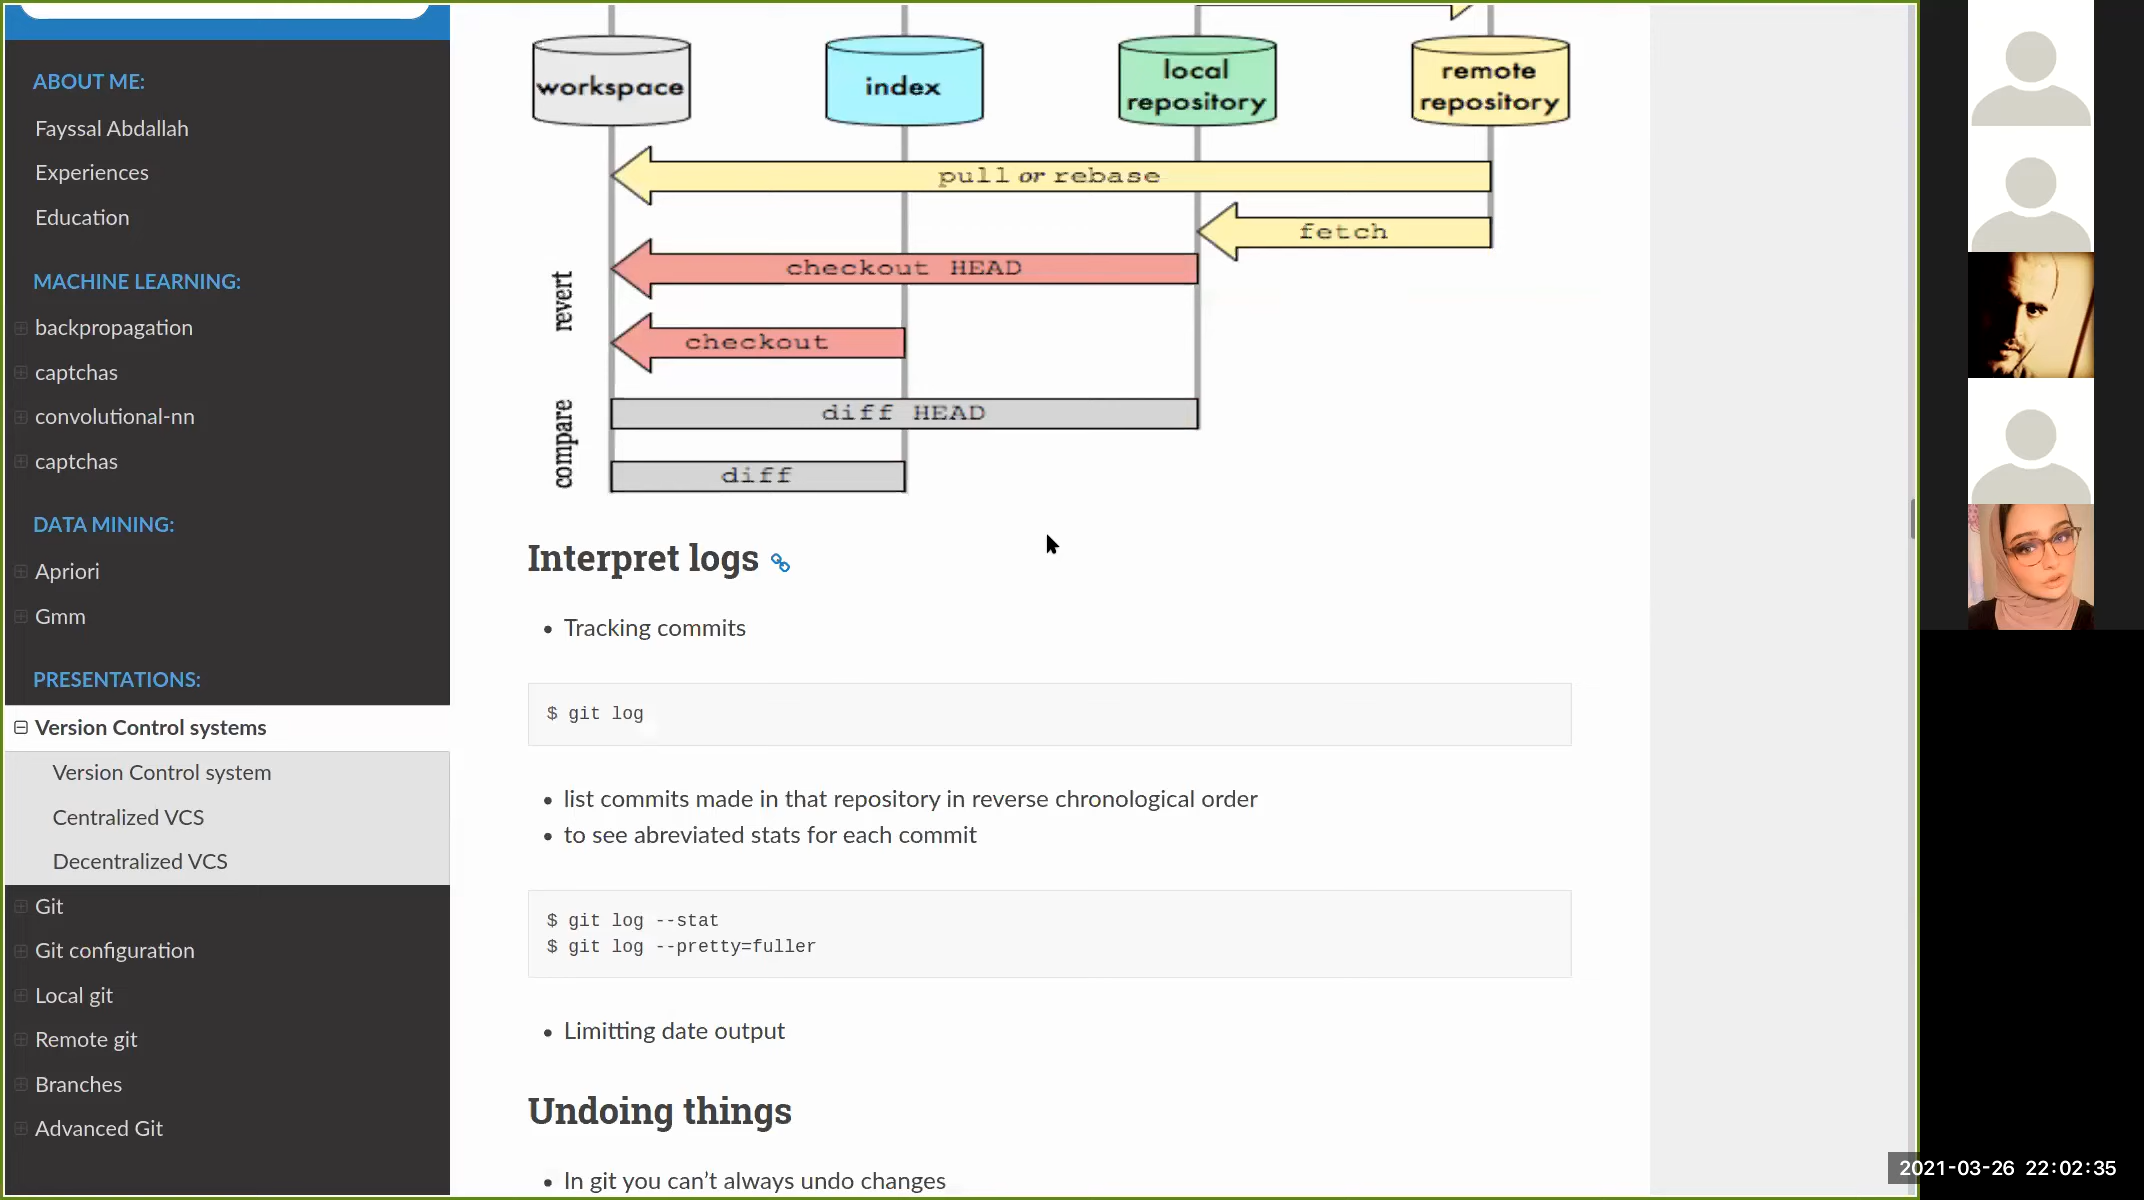 ABOUT ME:
Fayssal Abdallah
Experiences
Education
MACHINE LEARNING:
backpropagation
captchas
convolutional-nn
captchas
DATA MINING:
Apriori
Gmm
PRESENTATIONS:
Version Control systems
Version Control system
Centralized VCS
Decentralized VCS
Git
Git configuration
Local git
Remote git
Branches
Advanced Git
workspace
index
local
repository
remote
repository
pull or rebase
fetch
revert
checkout HEAD
checkout
compare
diff HEAD
diff
Interpret logs
• Tracking commits
$ git log
• list commits made in that repository in reverse chronological order
• to see abreviated stats for each commit
$ git log --stat
$ git log --pretty=fuller
• Limitting date output
Undoing things
• In git you can't always undo changes
2021-03-26 22:02:35